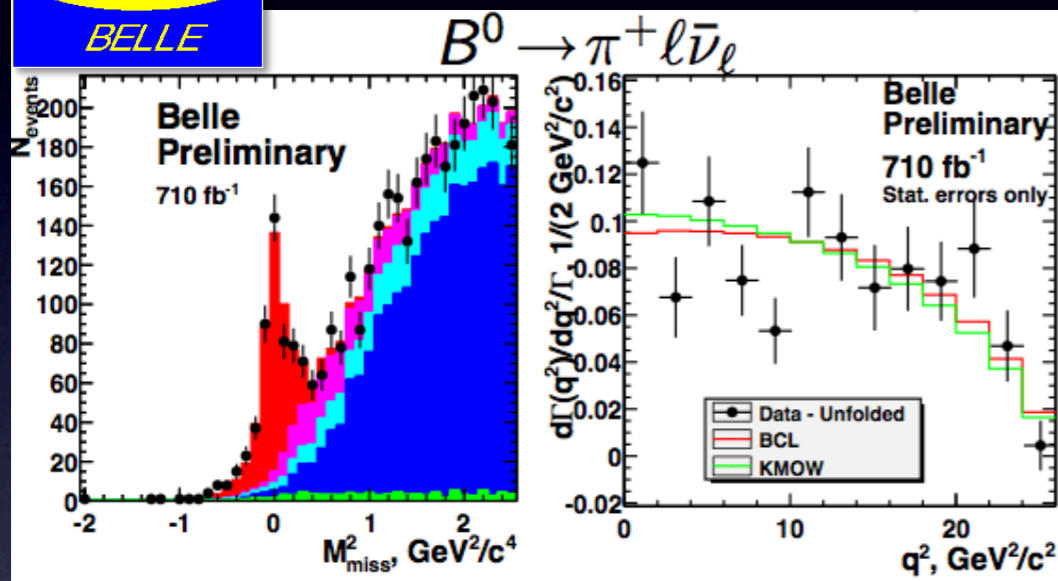 BELLE
B⁰ → π⁺ℓν̄ℓ
N events
200
180
160
140
120
100
80
60
40
20
0
Belle
Preliminary
710 fb⁻¹
-2 -1 0 1 2
M²miss, GeV²/c⁴
dΓ(q²)/dq²/Γ, 1/(2 GeV²/c²)
0.16
0.14
0.12
0.1
0.08
0.06
0.04
0.02
0
-0.02
Belle
Preliminary
710 fb⁻¹
Stat. errors only
Data - Unfolded
BCL
KMOW
0 10 20
q², GeV²/c²